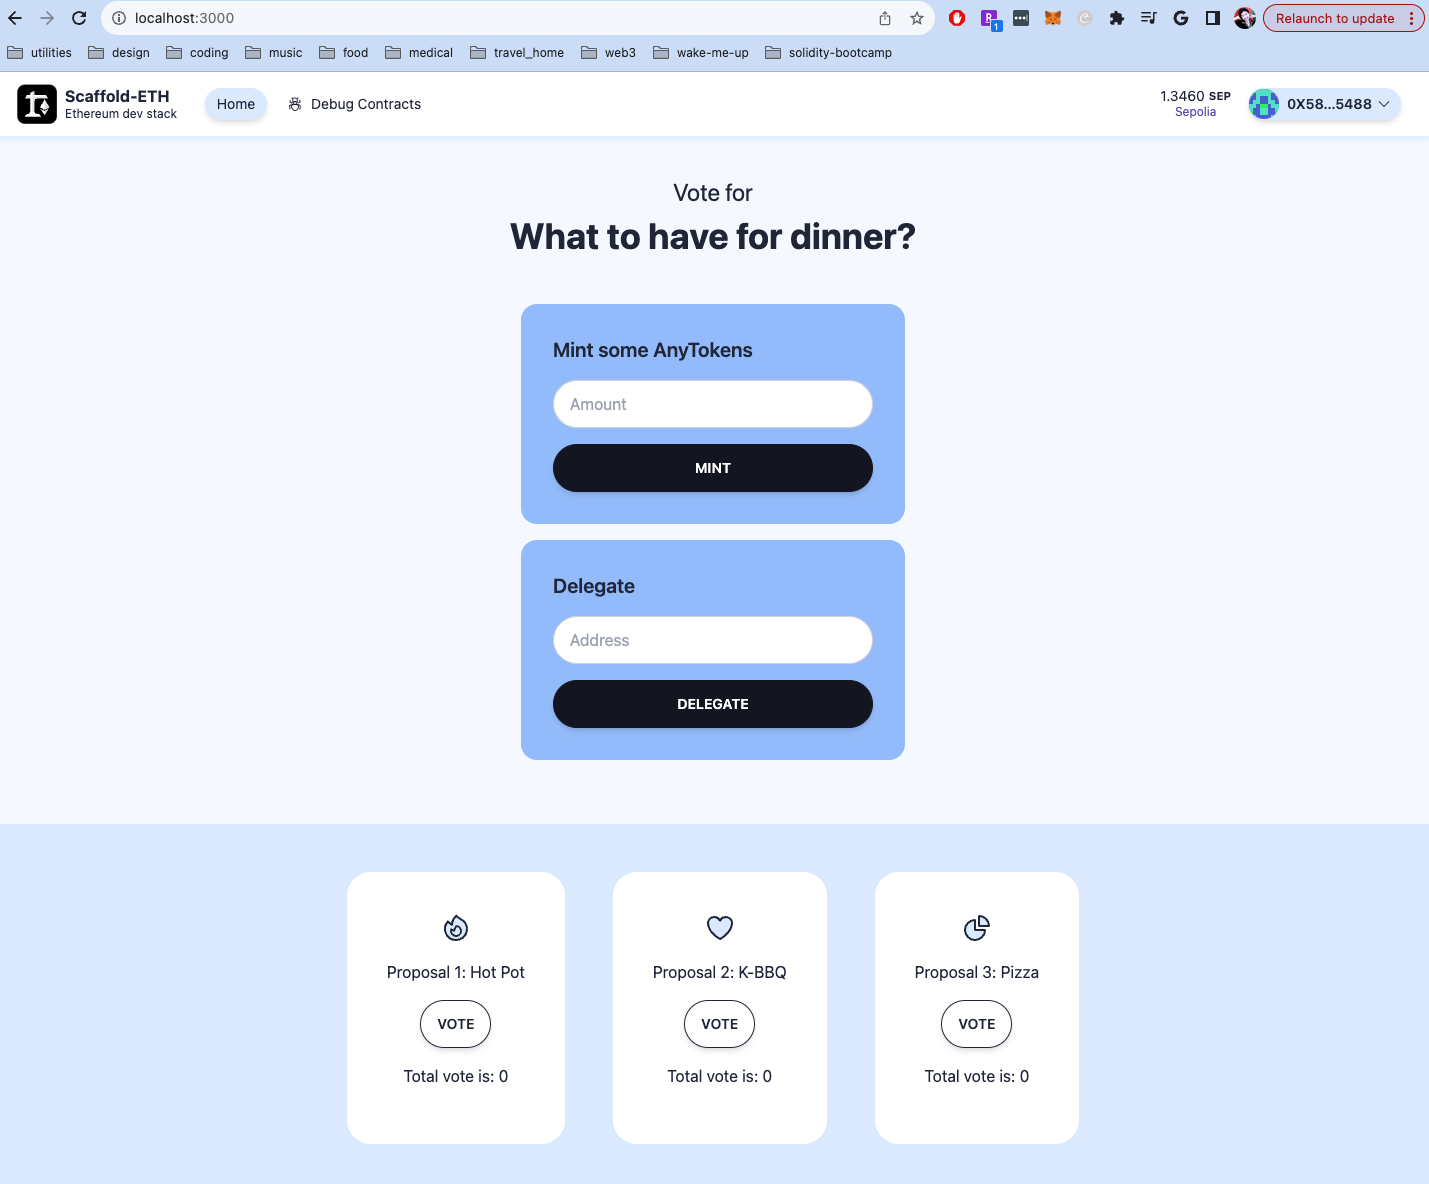 localhost:3000
Relaunch to update
utilities design coding music food medical travel_home web3 wake-me-up solidity-bootcamp
Scaffold-ETH
Ethereum dev stack
Home
Debug Contracts
1.3460 SEP
Sepolia
0X58...5488
Vote for
What to have for dinner?
Mint some AnyTokens
Amount
MINT
Delegate
Address
DELEGATE
Proposal 1: Hot Pot
VOTE
Total vote is: 0
Proposal 2: K-BBQ
VOTE
Total vote is: 0
Proposal 3: Pizza
VOTE
Total vote is: 0